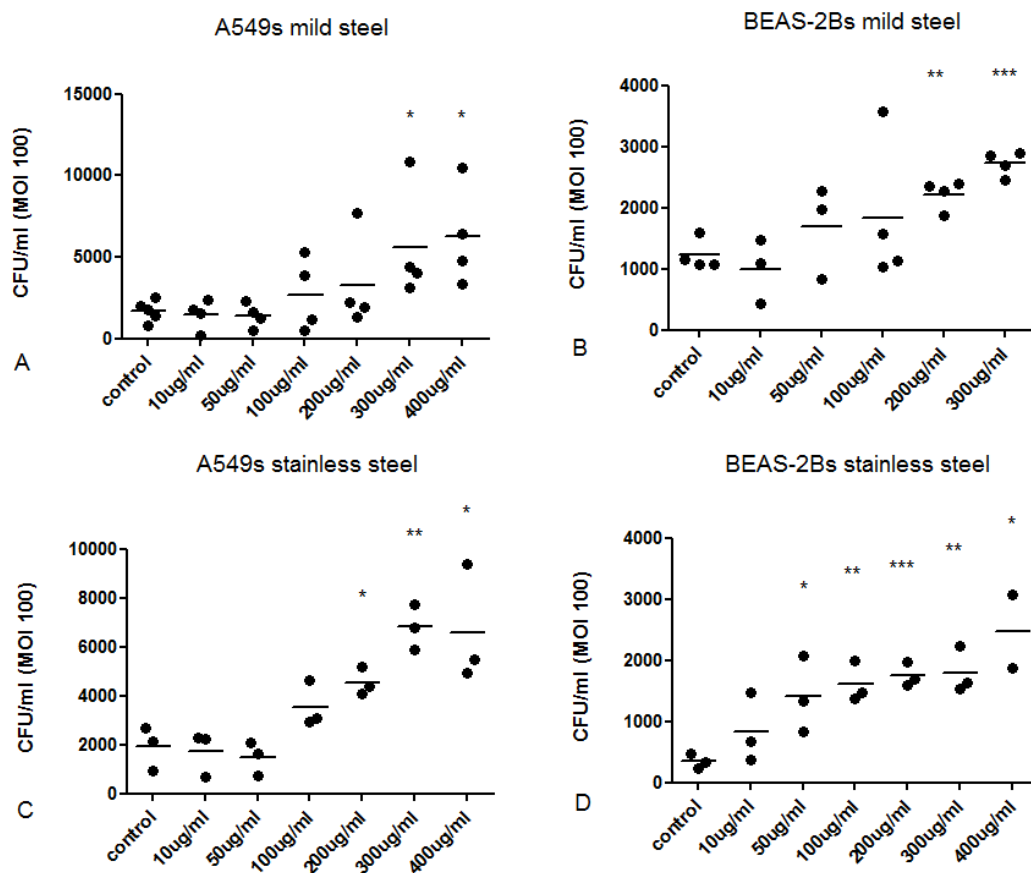 A549s mild steel
CFU/ml (MOI 100)
15000
10000
5000
0
* *
control 10ug/ml 50ug/ml 100ug/ml 200ug/ml 300ug/ml 400ug/ml
A
BEAS-2Bs mild steel
CFU/ml (MOI 100)
4000
3000
2000
1000
0
** ***
control 10ug/ml 50ug/ml 100ug/ml 200ug/ml 300ug/ml
B
A549s stainless steel
CFU/ml (MOI 100)
10000
8000
6000
4000
2000
0
* ** *
control 10ug/ml 50ug/ml 100ug/ml 200ug/ml 300ug/ml 400ug/ml
C
BEAS-2Bs stainless steel
CFU/ml (MOI 100)
4000
3000
2000
1000
0
* ** *** ** *
control 10ug/ml 50ug/ml 100ug/ml 200ug/ml 300ug/ml 400ug/ml
D